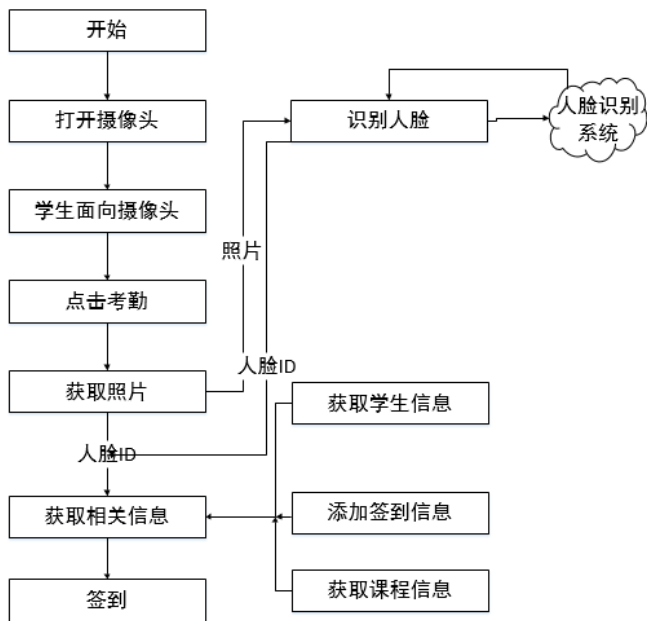 开始
打开摄像头
识别人脸
人脸识别
系统
学生面向摄像头
照片
点击考勤
人脸ID
获取照片
获取学生信息
人脸ID
获取相关信息
添加签到信息
获取课程信息
签到